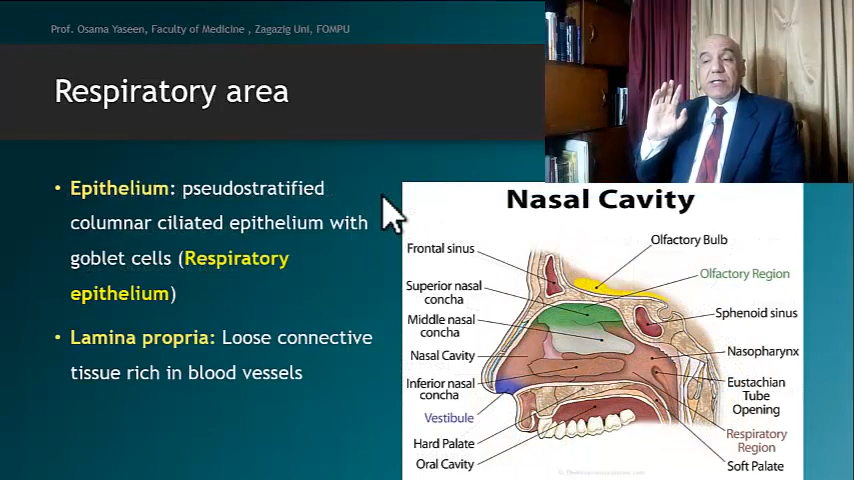 Prof. Osama Yaseen, Faculty of Medicine , Zagazig Uni, FOMPU
Respiratory area
• Epithelium: pseudostratified
columnar ciliated epithelium with
goblet cells (Respiratory
epithelium)
• Lamina propria: Loose connective
tissue rich in blood vessels
Nasal Cavity
Frontal sinus
Superior nasal
concha
Middle nasal
concha
Nasal Cavity
Inferior nasal
concha
Vestibule
Hard Palate
Oral Cavity
Olfactory Bulb
Olfactory Region
Sphenoid sinus
Nasopharynx
Eustachian
Tube
Opening
Respiratory
Region
Soft Palate